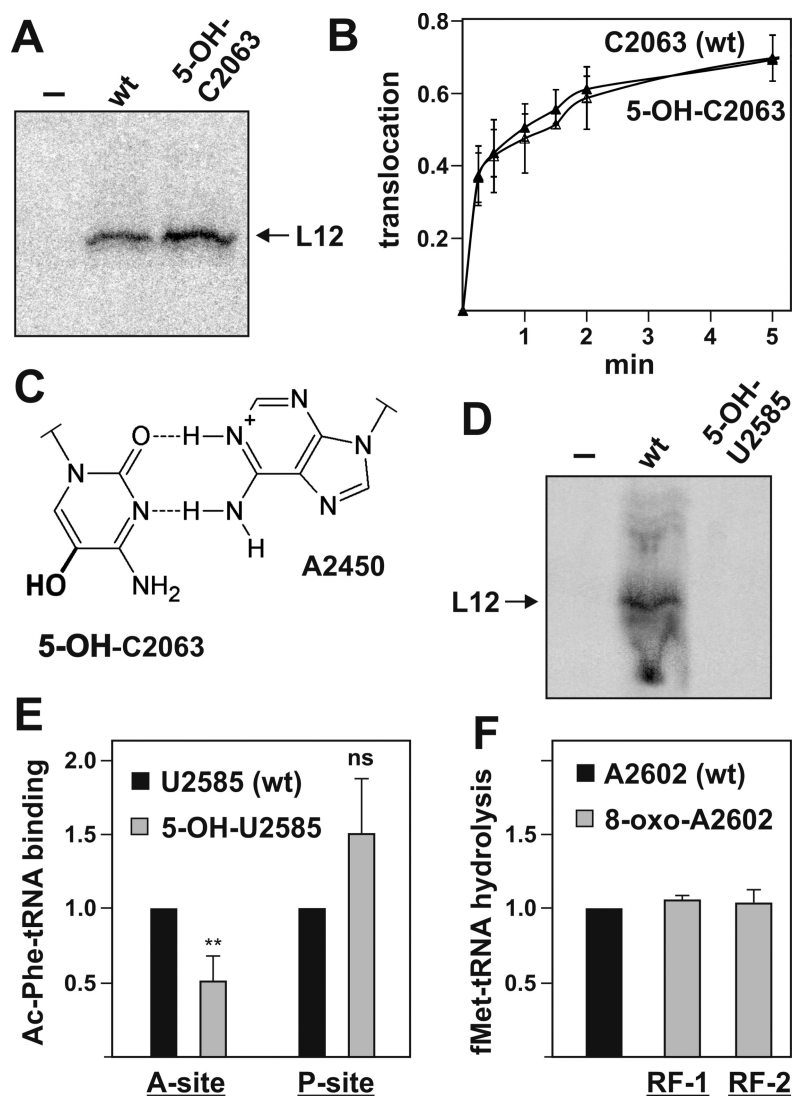 A
–
wt
5-OH-
C2063
L12
B
translocation
0.8
0.6
0.4
0.2
C2063 (wt)
5-OH-C2063
1 2 3 4 5
min
C
O H N +
N
N N
N N H N
N
H
HO NH2
A2450
5-OH-C2063
D
–
wt
5-OH-
U2585
L12
E
Ac-Phe-tRNA binding
2.0
1.5
1.0
0.5
U2585 (wt)
5-OH-U2585
**
ns
A-site P-site
F
fMet-tRNA hydrolysis
1.5
1.0
0.5
A2602 (wt)
8-oxo-A2602
RF-1 RF-2